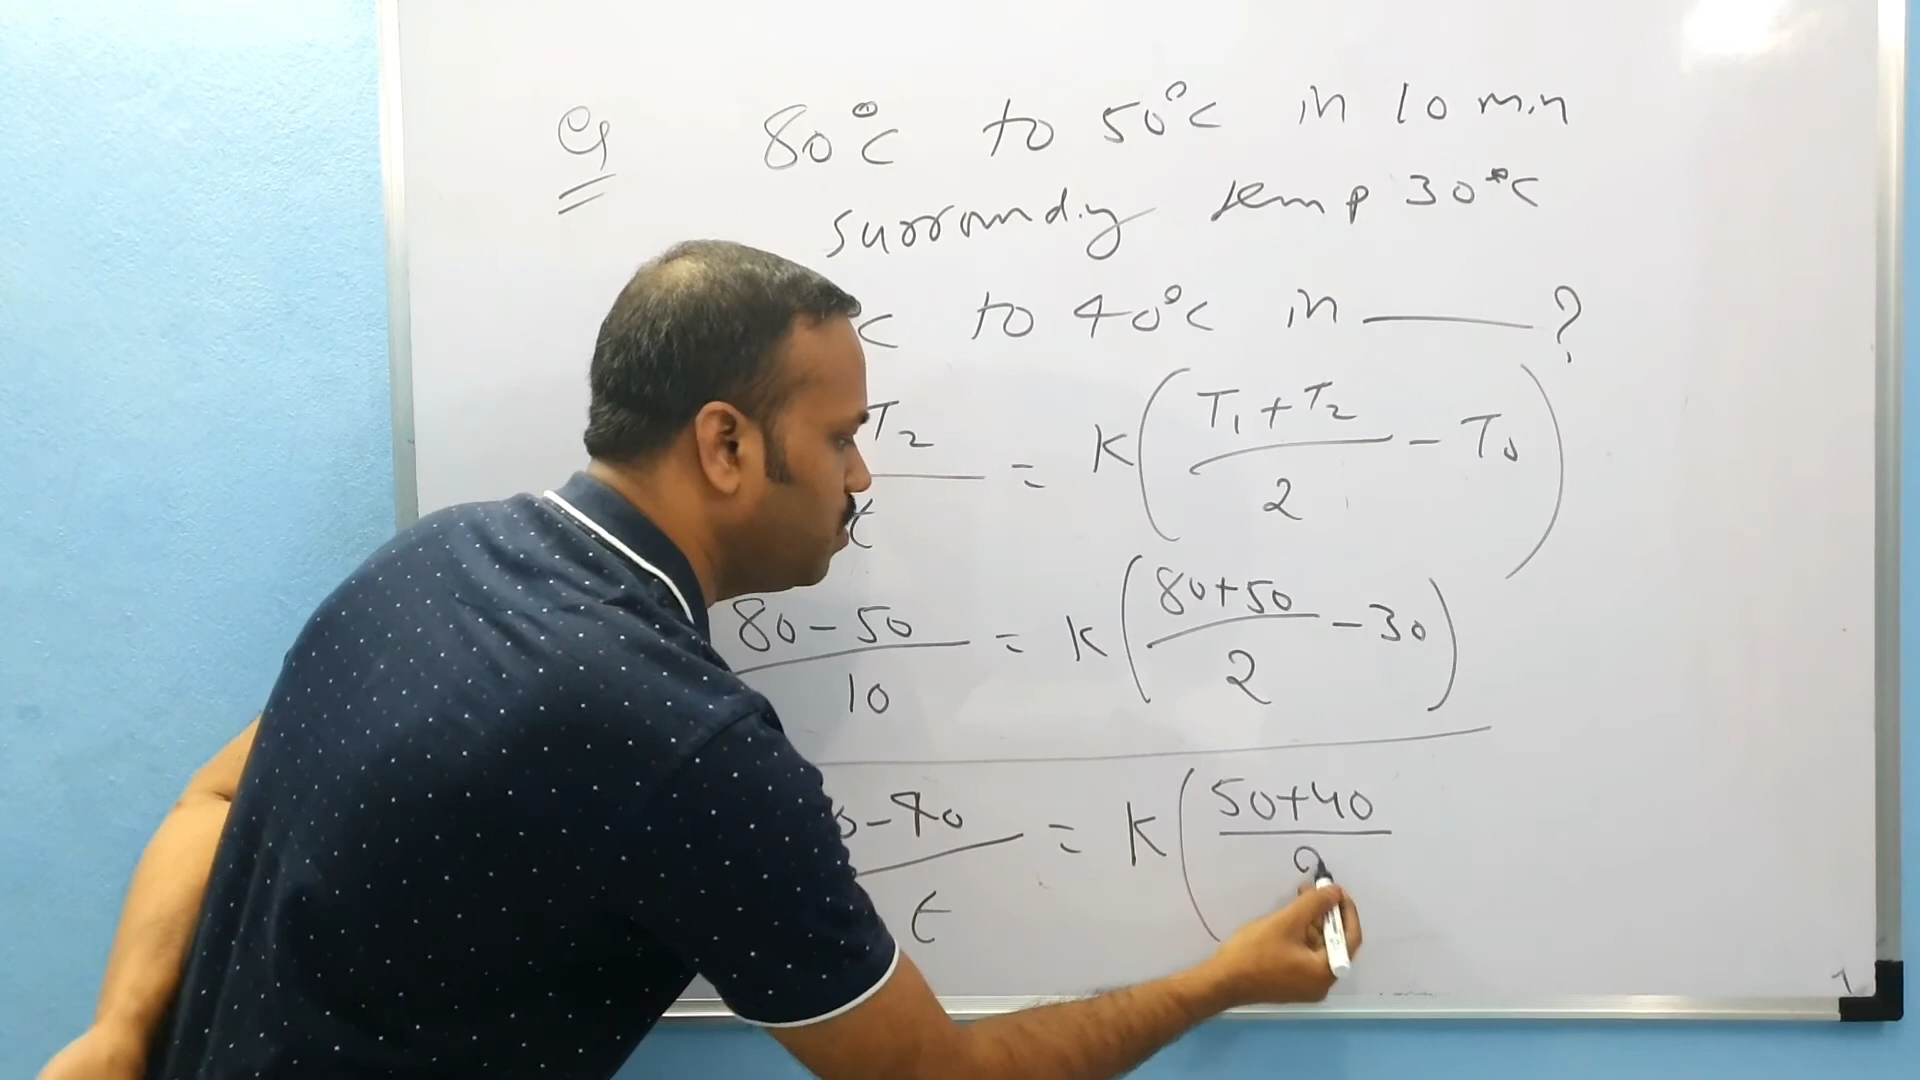 Q 80°C to 50°C in 10 min
surroundiy temp 30°C
C to 40°C in ______ ?
T₂ / t = K ( (T₁ + T₂) / 2 - T₀ )
80 - 50 / 10 = K ( (80 + 50) / 2 - 30 )
- 40 / t = K ( (50 + 40) / 2